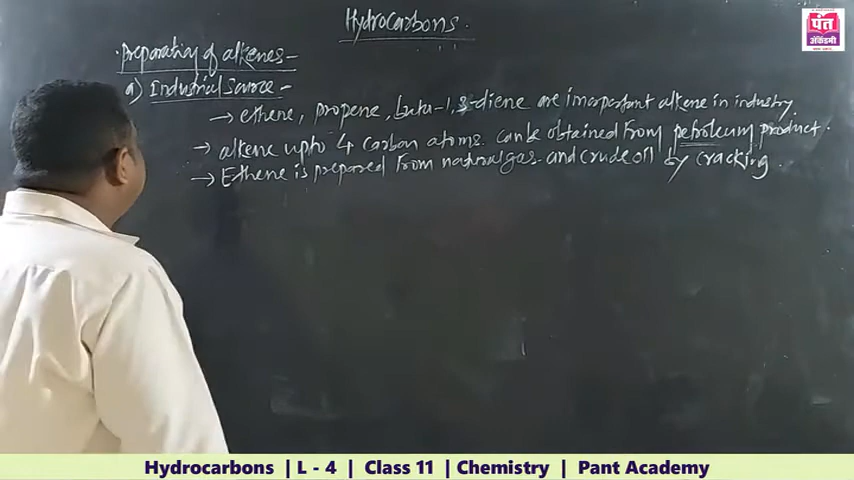 Hydrocarbons.
पंत
अॅकॅडमी
Preparation of alkenes -
a) Industrial Source -
→ ethene, propene, buta-1,3-diene are imarpartant alkene in industry.
→ alkene upto 4 carbon atoms. can be obtained from petroleum product.
→ Ethene is prepared from natural gas and crude oil by cracking.
Hydrocarbons | L - 4 | Class 11 | Chemistry | Pant Academy